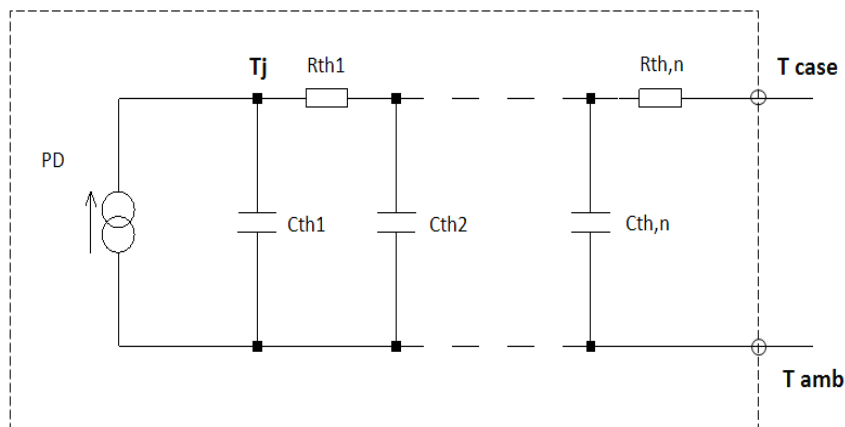 Tj
Rth1
Rth,n
T case
PD
Cth1
Cth2
Cth,n
T amb